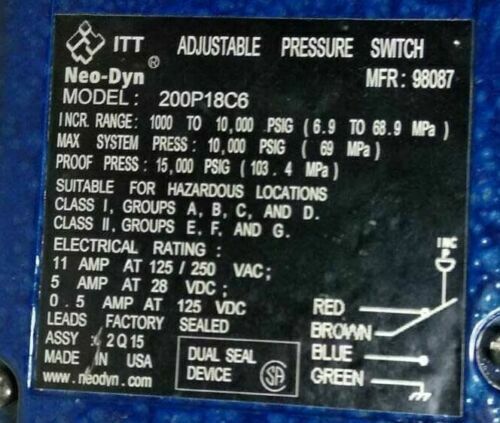 ITT ADJUSTABLE PRESSURE SWITCH
Neo-Dyn ® MFR: 98087
MODEL: 200P18C6
INCR. RANGE: 1000 TO 10,000 PSIG (6.9 TO 68.9 MPa)
MAX SYSTEM PRESS: 10,000 PSIG (69 MPa)
PROOF PRESS: 15,000 PSIG (103.4 MPa)
SUITABLE FOR HAZARDOUS LOCATIONS
CLASS I, GROUPS A, B, C, AND D.
CLASS II, GROUPS E, F, AND G.
ELECTRICAL RATING:
11 AMP AT 125/250 VAC;
5 AMP AT 28 VDC;
0.5 AMP AT 125 VDC
LEADS FACTORY SEALED
ASSY: 2Q15
MADE IN USA
www.neodyn.com
DUAL SEAL
DEVICE
SA
INC
P
RED
BROWN
BLUE
GREEN